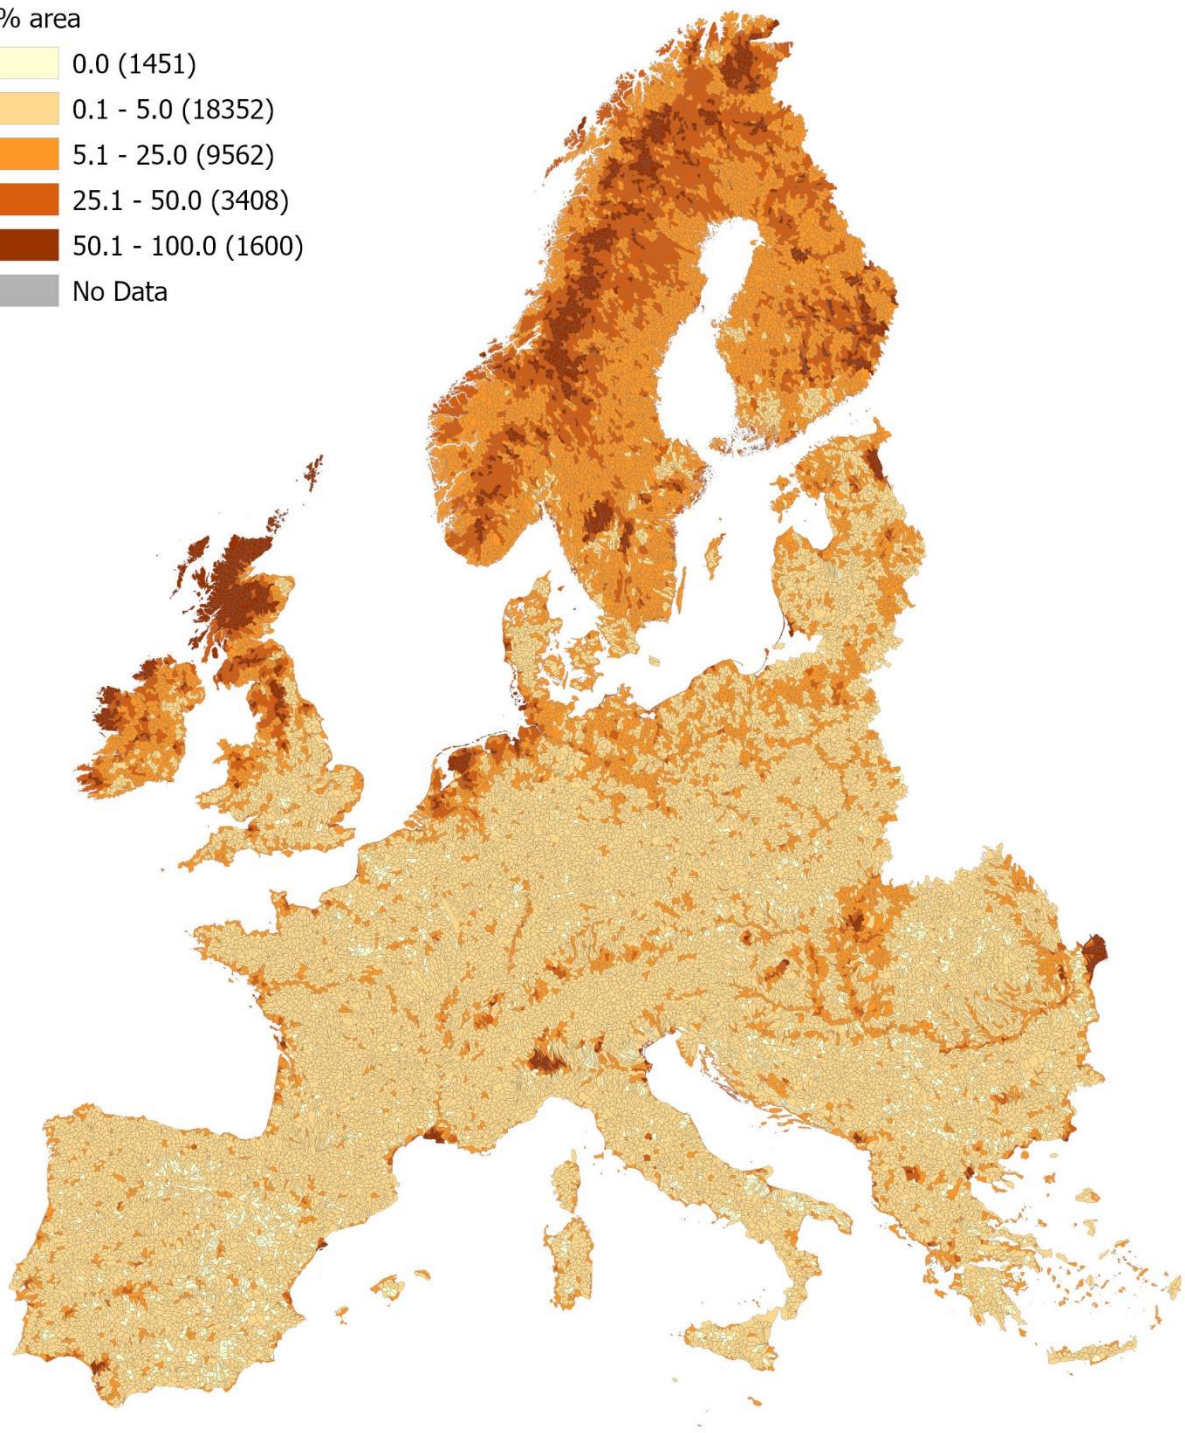 % area
0.0 (1451)
0.1 - 5.0 (18352)
5.1 - 25.0 (9562)
25.1 - 50.0 (3408)
50.1 - 100.0 (1600)
No Data